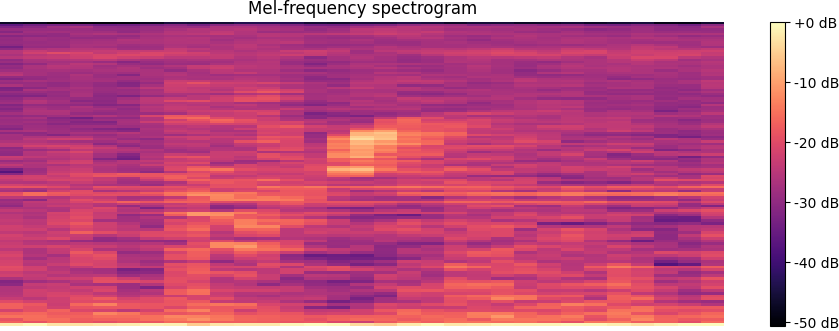 Mel-frequency spectrogram
+0 dB
-10 dB
-20 dB
-30 dB
-40 dB
-50 dB